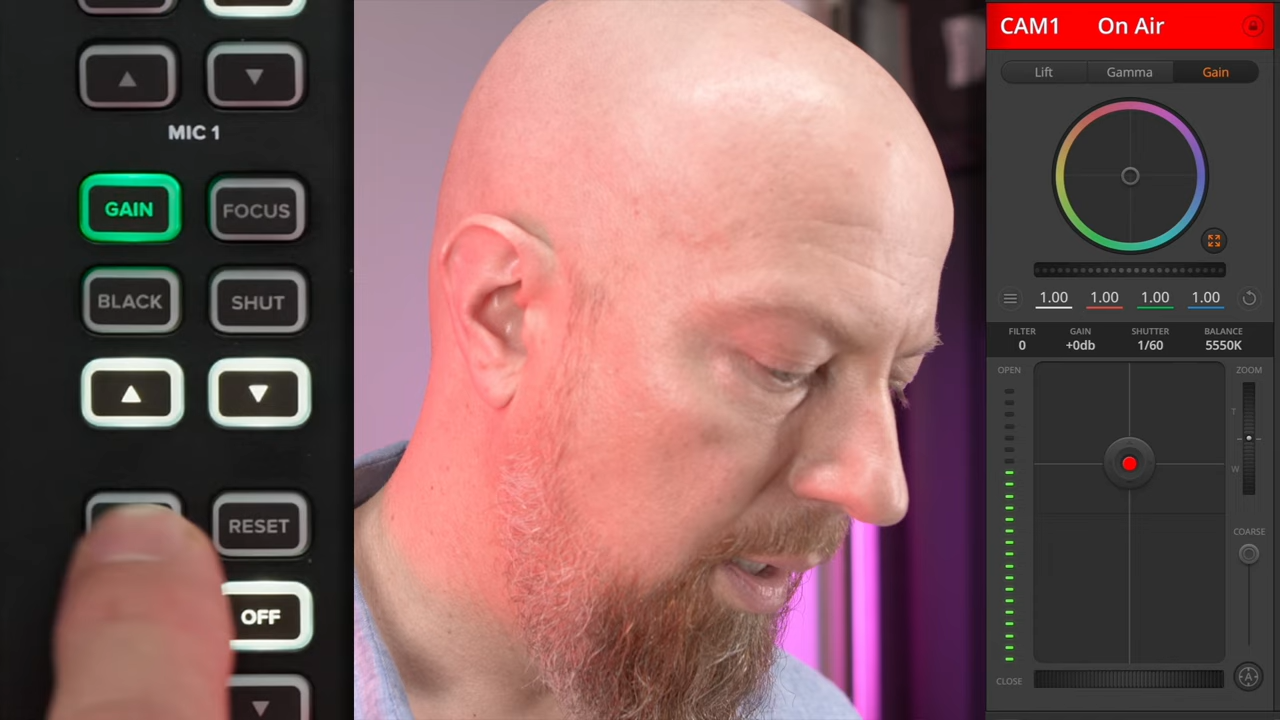 MIC 1
GAIN FOCUS
BLACK SHUT
RESET
OFF
CAM1 On Air
Lift Gamma Gain
1.00 1.00 1.00 1.00
FILTER GAIN SHUTTER BALANCE
0 +0db 1/60 5550K
OPEN ZOOM
T
W
COARSE
CLOSE
A